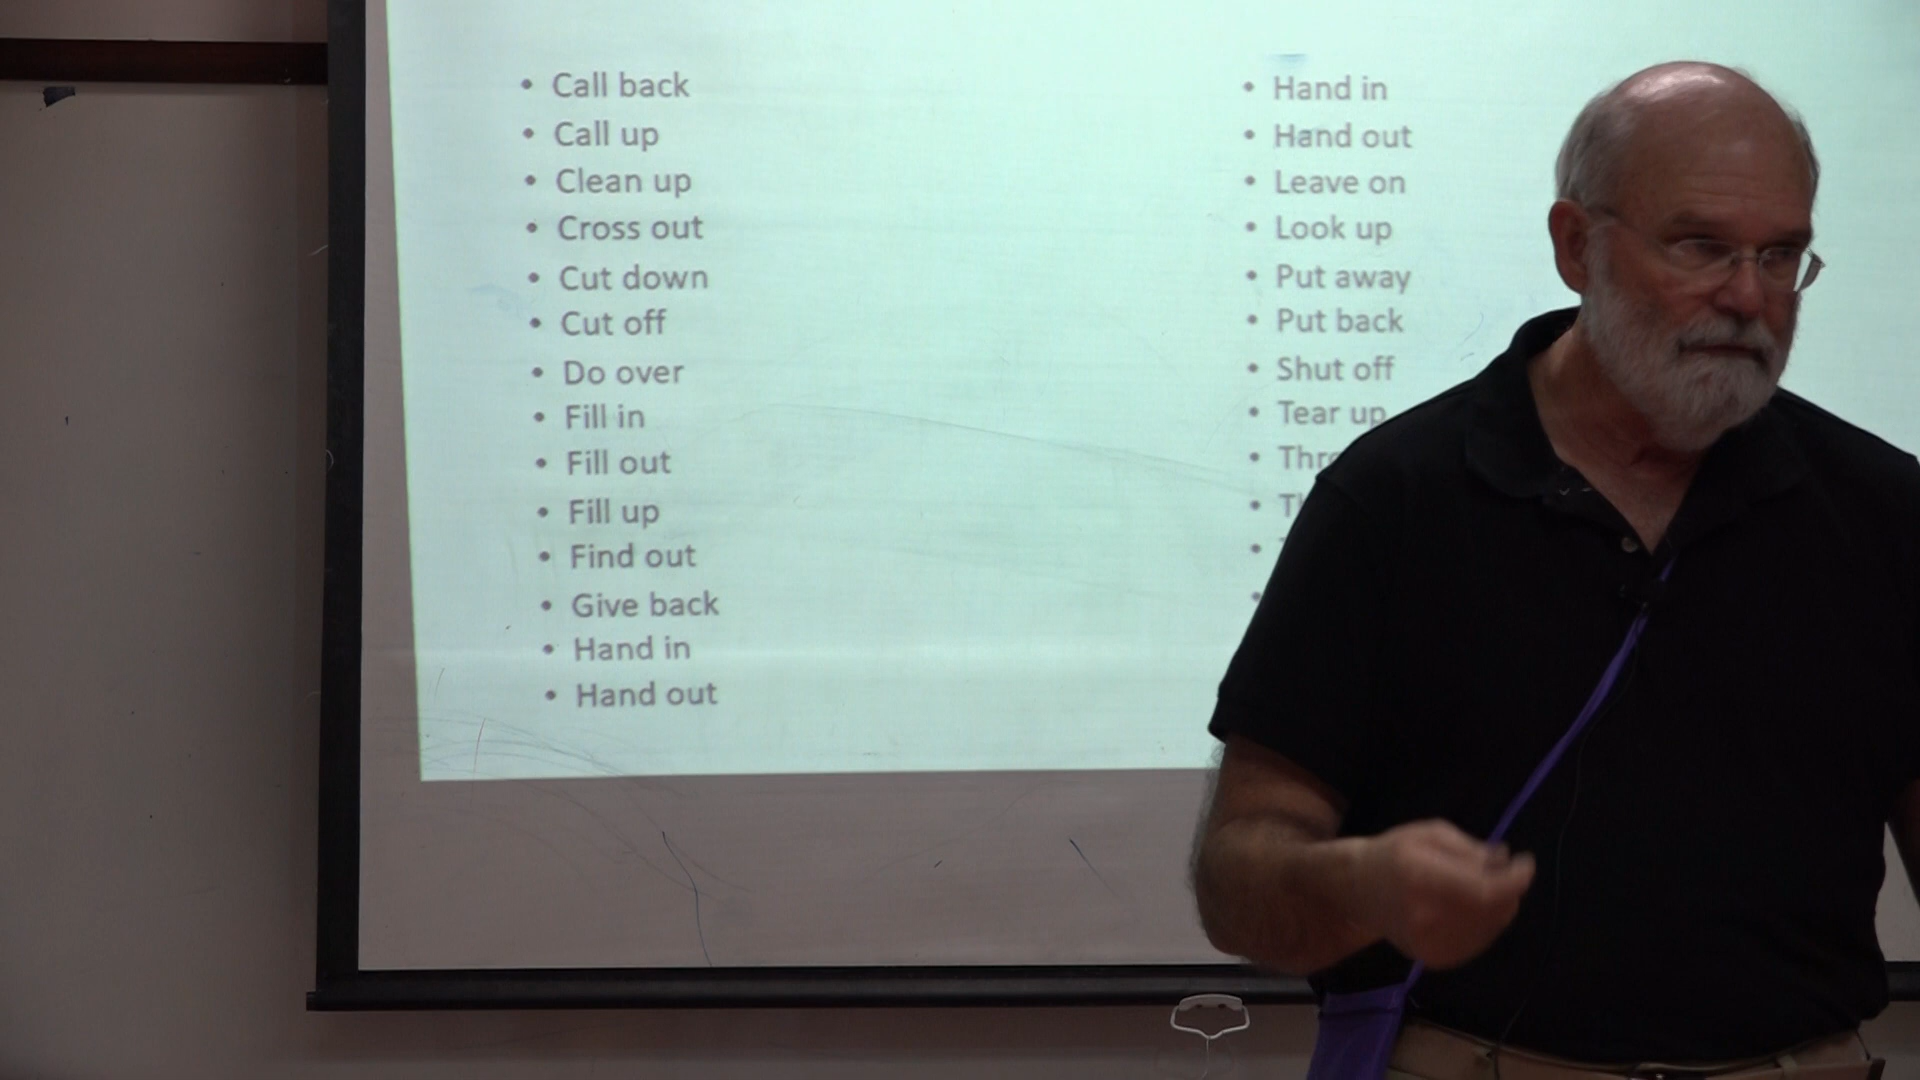 • Call back
• Call up
• Clean up
• Cross out
• Cut down
• Cut off
• Do over
• Fill in
• Fill out
• Fill up
• Find out
• Give back
• Hand in
• Hand out
• Hand in
• Hand out
• Leave on
• Look up
• Put away
• Put back
• Shut off
• Tear up